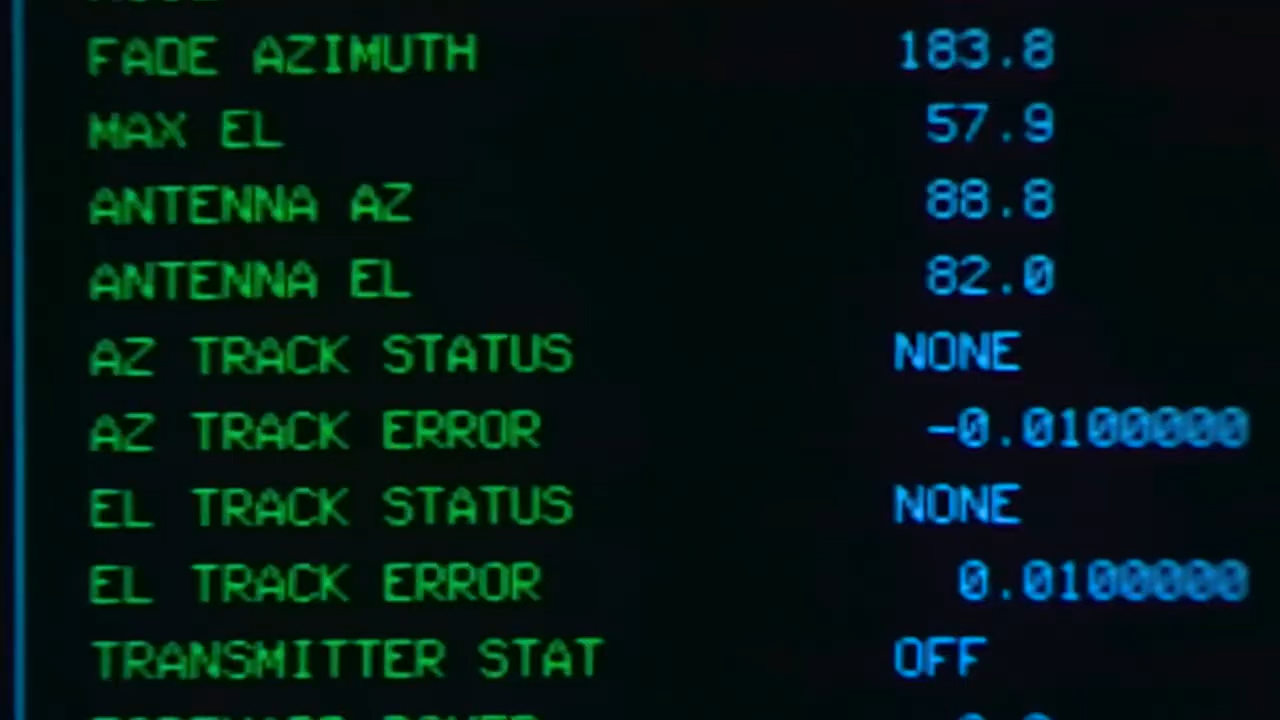 FADE AZIMUTH 183.8
MAX EL 57.9
ANTENNA AZ 88.8
ANTENNA EL 82.0
AZ TRACK STATUS NONE
AZ TRACK ERROR -0.0100000
EL TRACK STATUS NONE
EL TRACK ERROR 0.0100000
TRANSMITTER STAT OFF